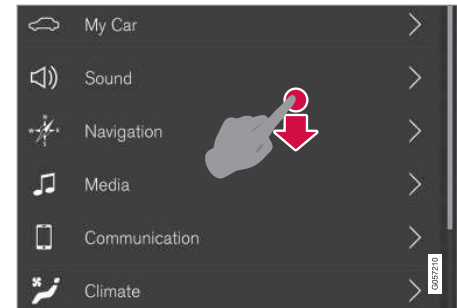 My Car
Sound
Navigation
Media
Communication
Climate
G057210